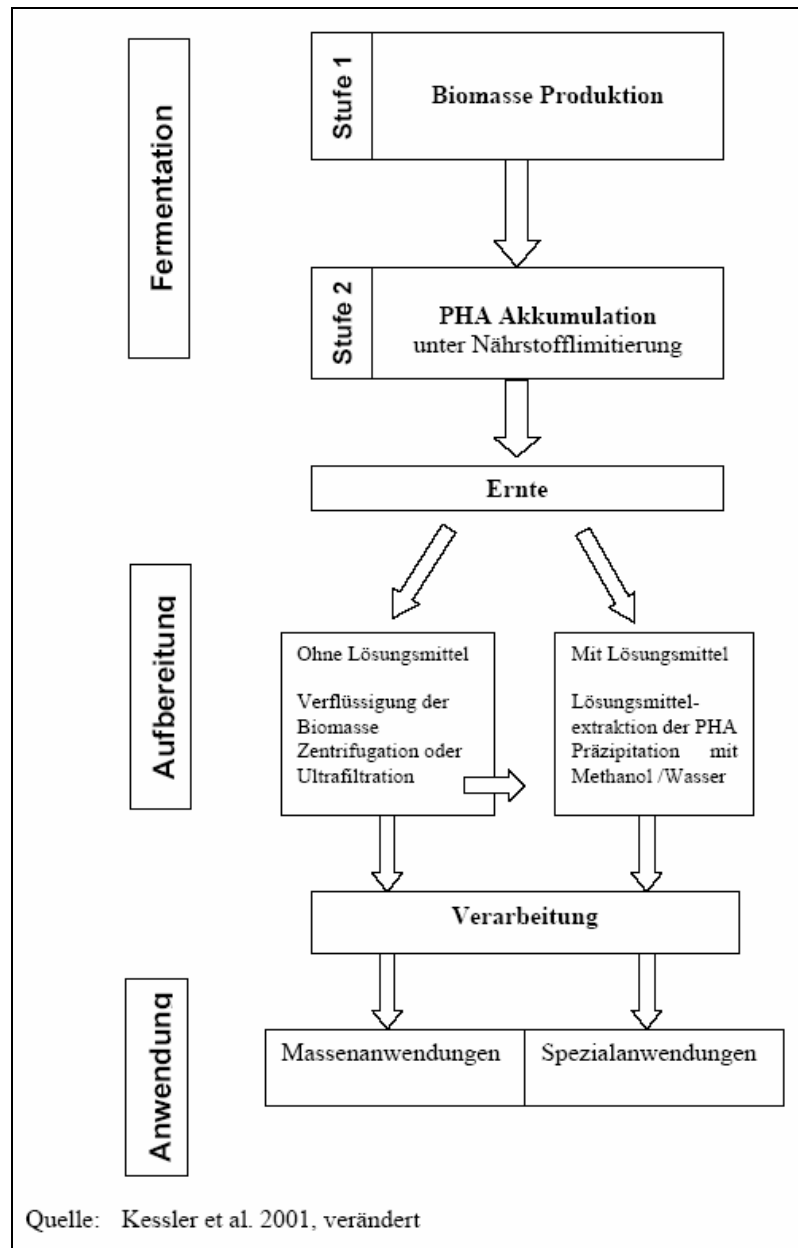 Fermentation
Stufe 1
Biomasse Produktion
Stufe 2
PHA Akkumulation
unter Nährstofflimitierung
Ernte
Aufbereitung
Ohne Lösungsmittel
Verflüssigung der
Biomasse
Zentrifugation oder
Ultrafiltration
Mit Lösungsmittel
Lösungsmittel-
extraktion der PHA
Präzipitation mit
Methanol /Wasser
Verarbeitung
Anwendung
Massenanwendungen
Spezialanwendungen
Quelle: Kessler et al. 2001, verändert